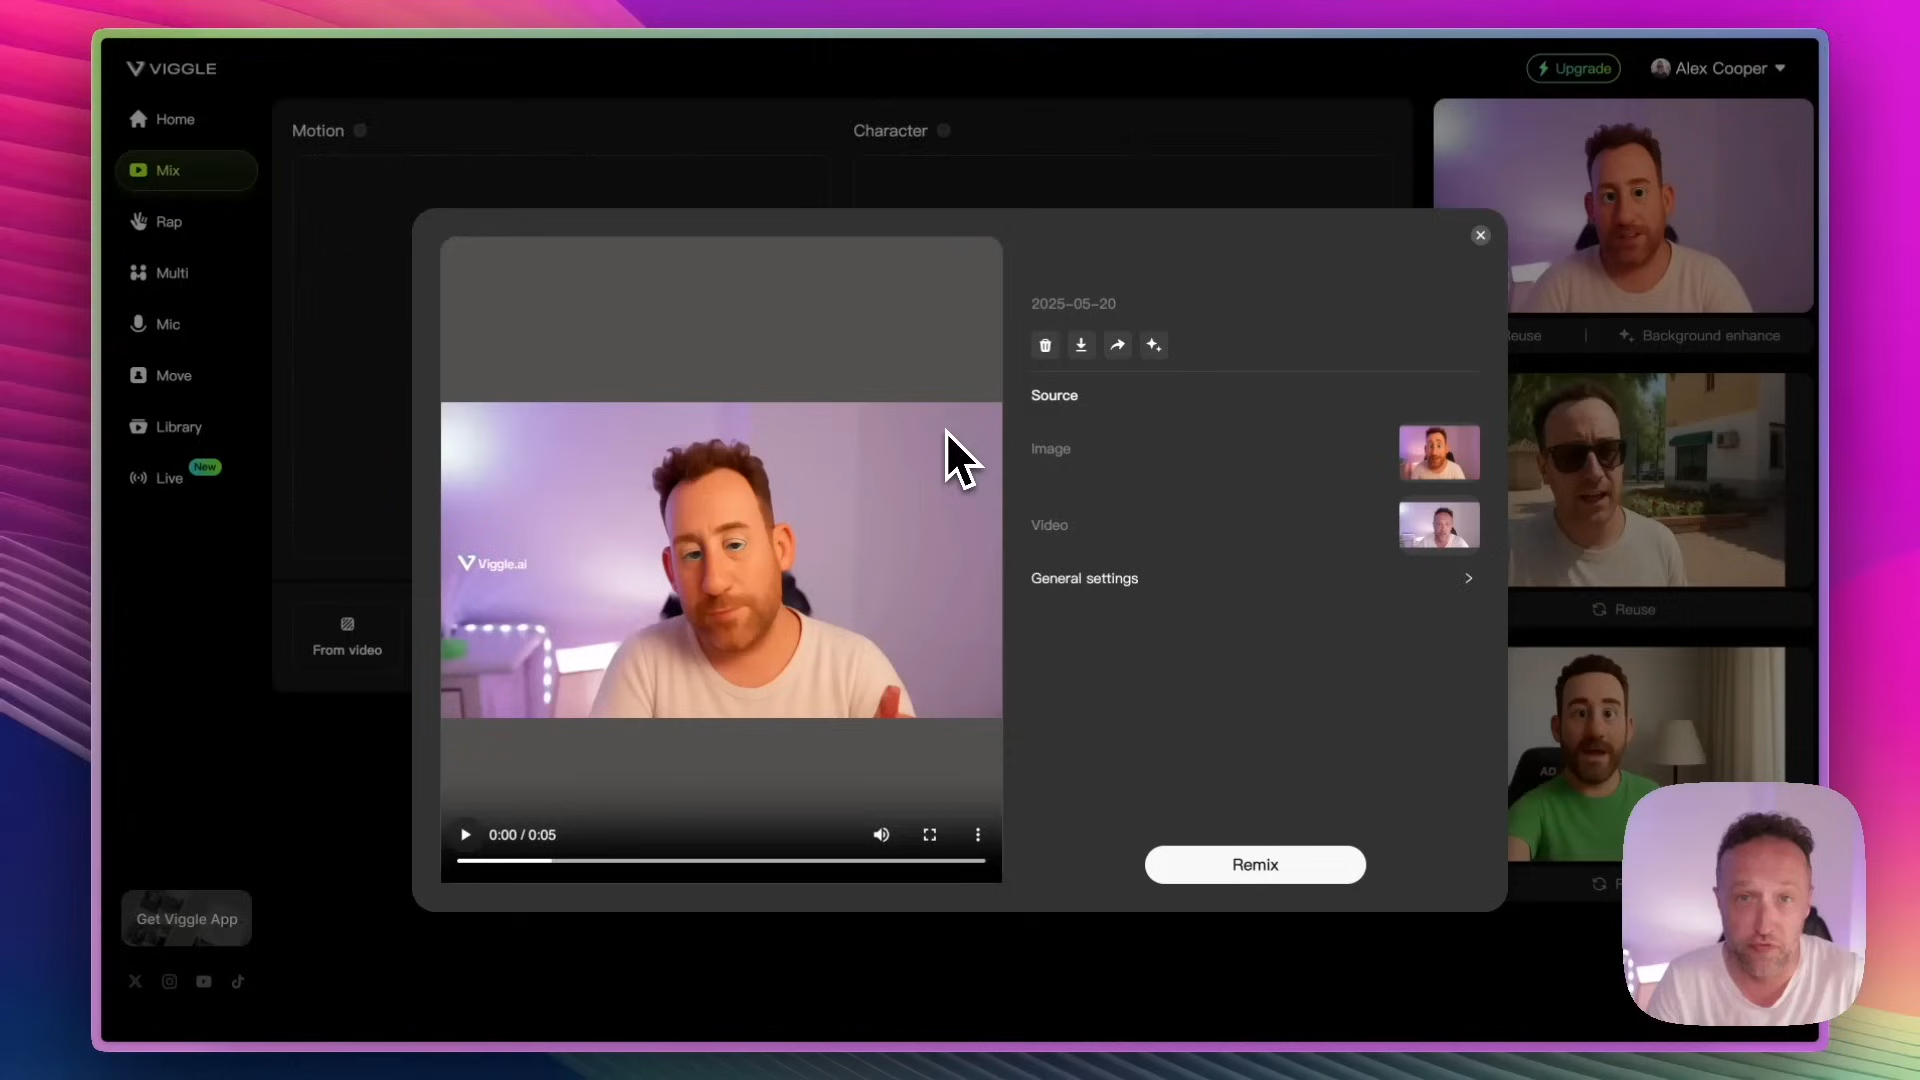 VIGGLE
Upgrade
Alex Cooper
Home
Mix
Rap
Multi
Mic
Move
Library
Live
New
Get Viggle App
Motion
Character
From video
Viggle.ai
0:00 / 0:05
2025-05-20
Source
Image
Video
General settings
Remix
Background enhance
Reuse
AD